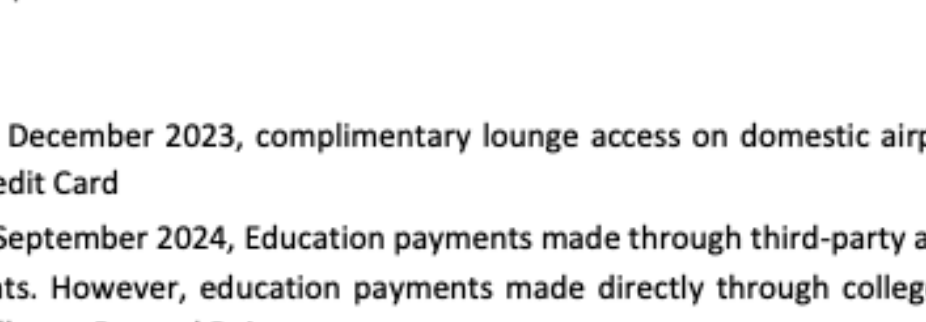 December 2023, complimentary lounge access on domestic airp
edit Card
September 2024, Education payments made through third-party a
nts. However, education payments made directly through colleg